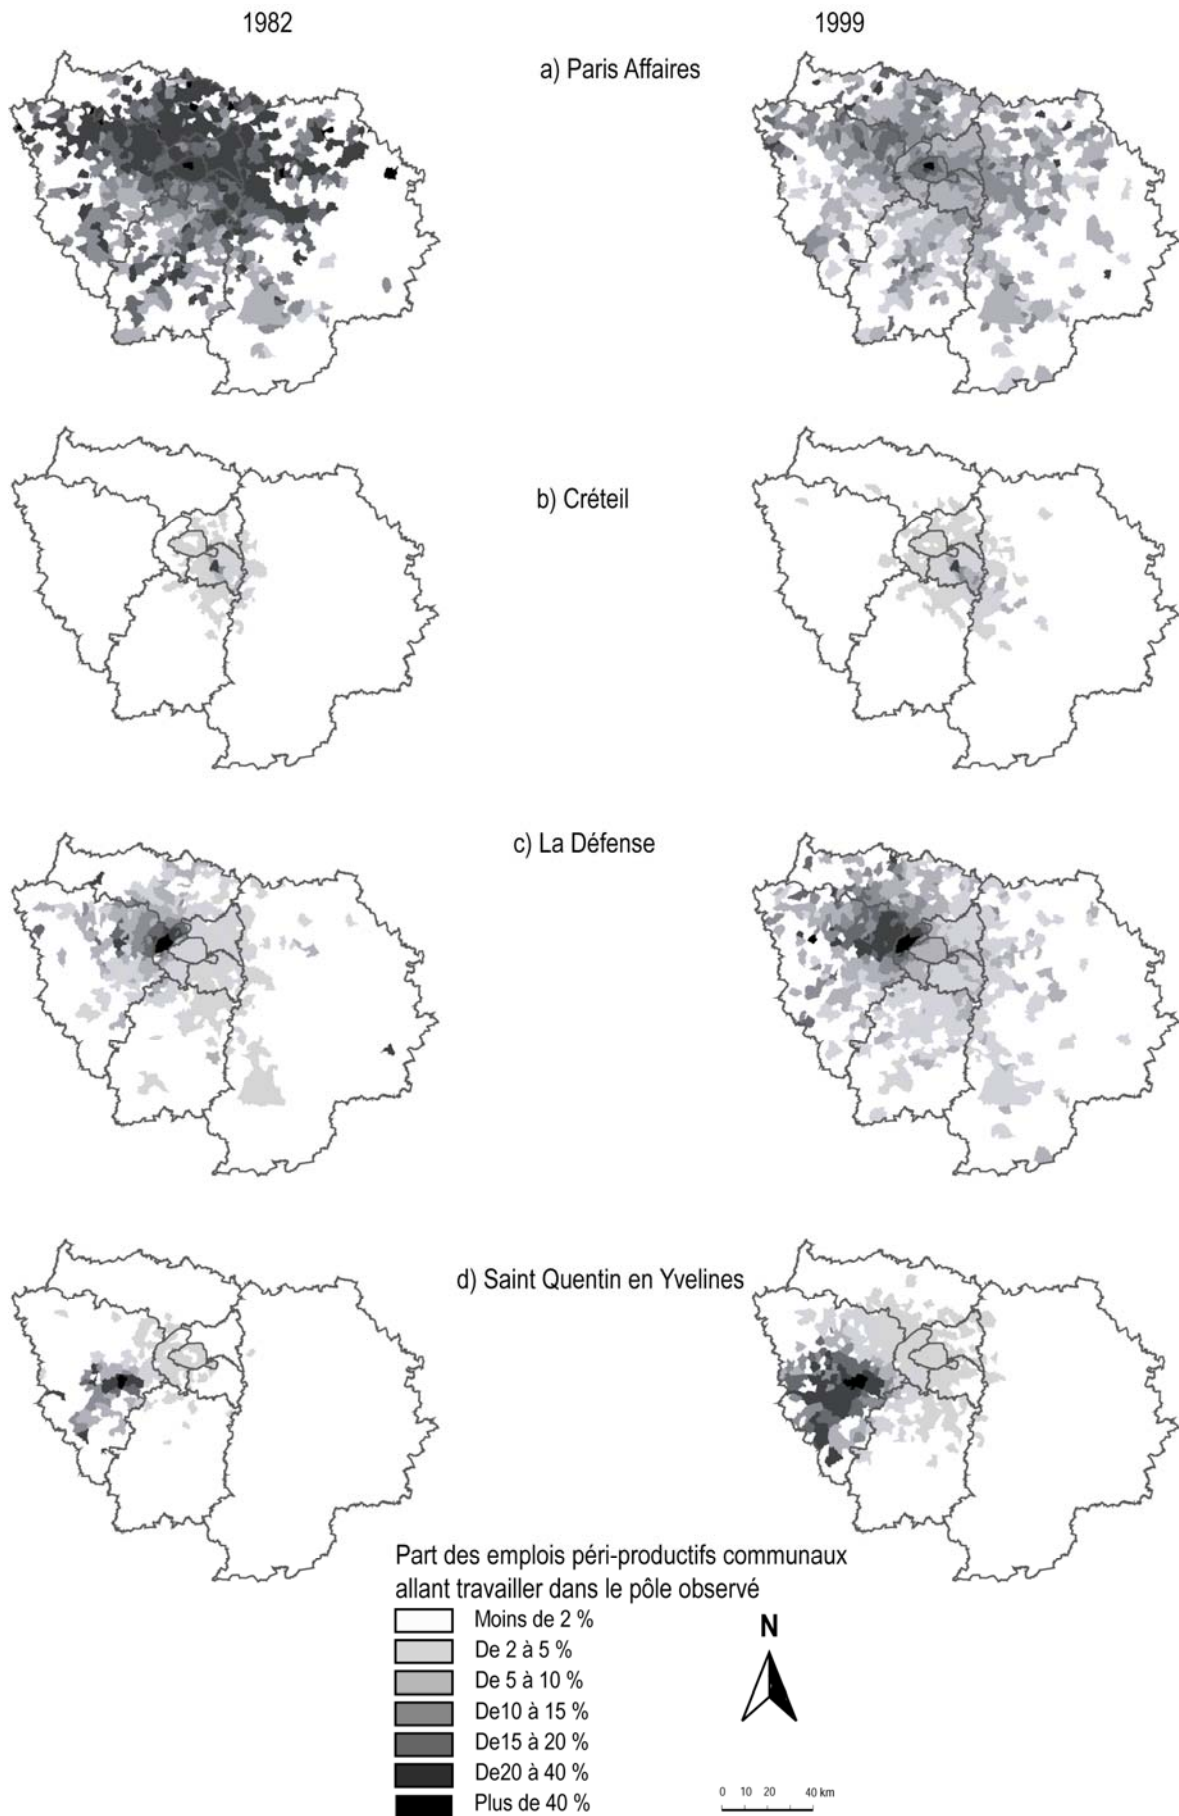 1982
1999
a) Paris Affaires
b) Créteil
c) La Défense
d) Saint Quentin en Yvelines
Part des emplois péri-productifs communaux
allant travailler dans le pôle observé
Moins de 2 %
De 2 à 5 %
De 5 à 10 %
De10 à 15 %
De15 à 20 %
De20 à 40 %
Plus de 40 %
N
0 10 20 40 km